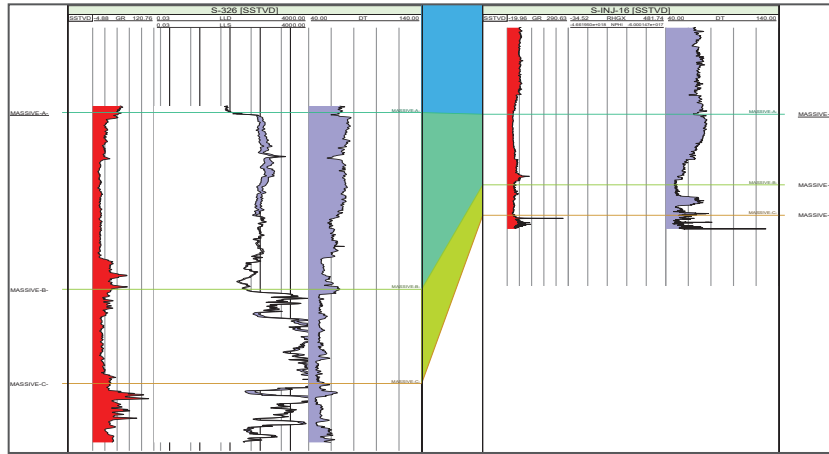 S-326 [SSTVD]
SSTVD -4.88 GR 120.76 0.03 LLD 4000.00 40.00 DT 140.00
0.03 LLS 4000.00
S-INJ-16 [SSTVD]
SSTVD -19.96 GR 290.63 -34.52 RHGX 481.74 40.00 DT 140.00
NPHI
MASSIVE-A
MASSIVE-A
MASSIVE-A
MASSIVE-
MASSIVE-B
MASSIVE-B
MASSIVE-B
MASSIVE-
MASSIVE-C
MASSIVE-C
MASSIVE-C
MASSIVE-